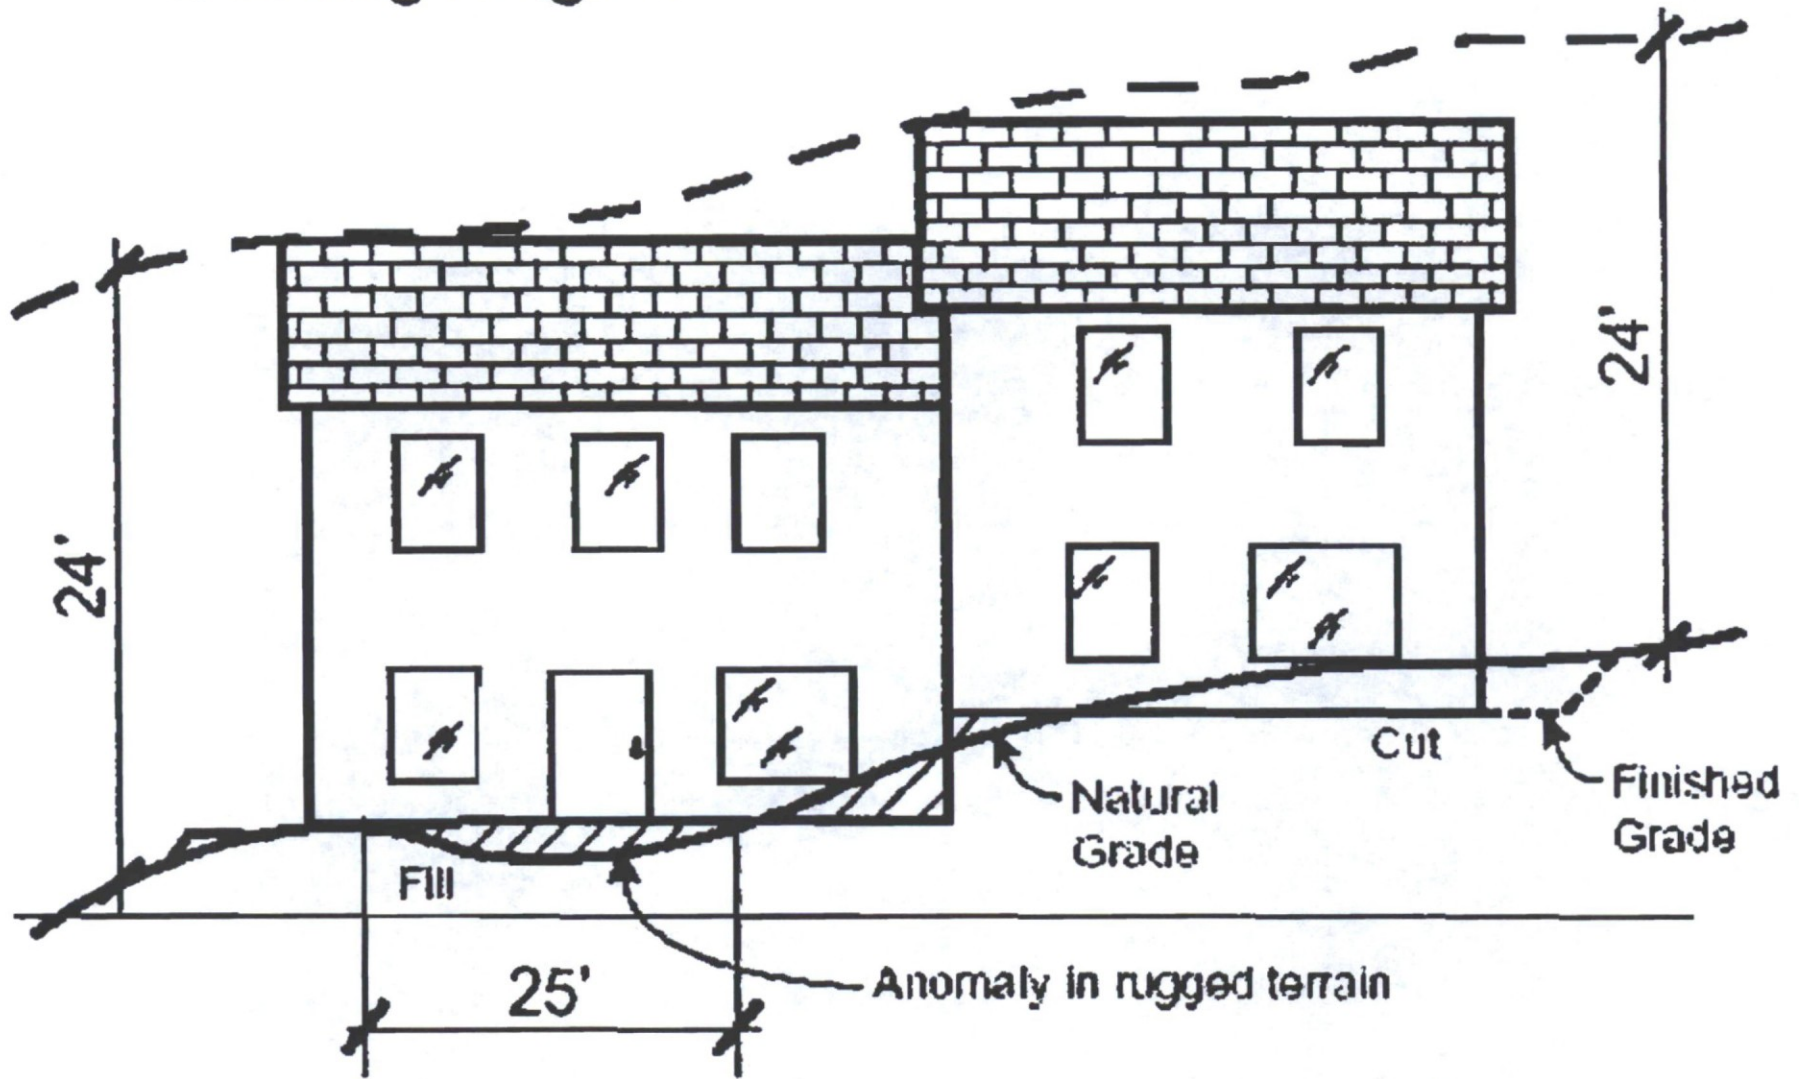 24'
24'
Cut
Natural
Grade
Finished
Grade
Fill
25'
Anomaly in rugged terrain